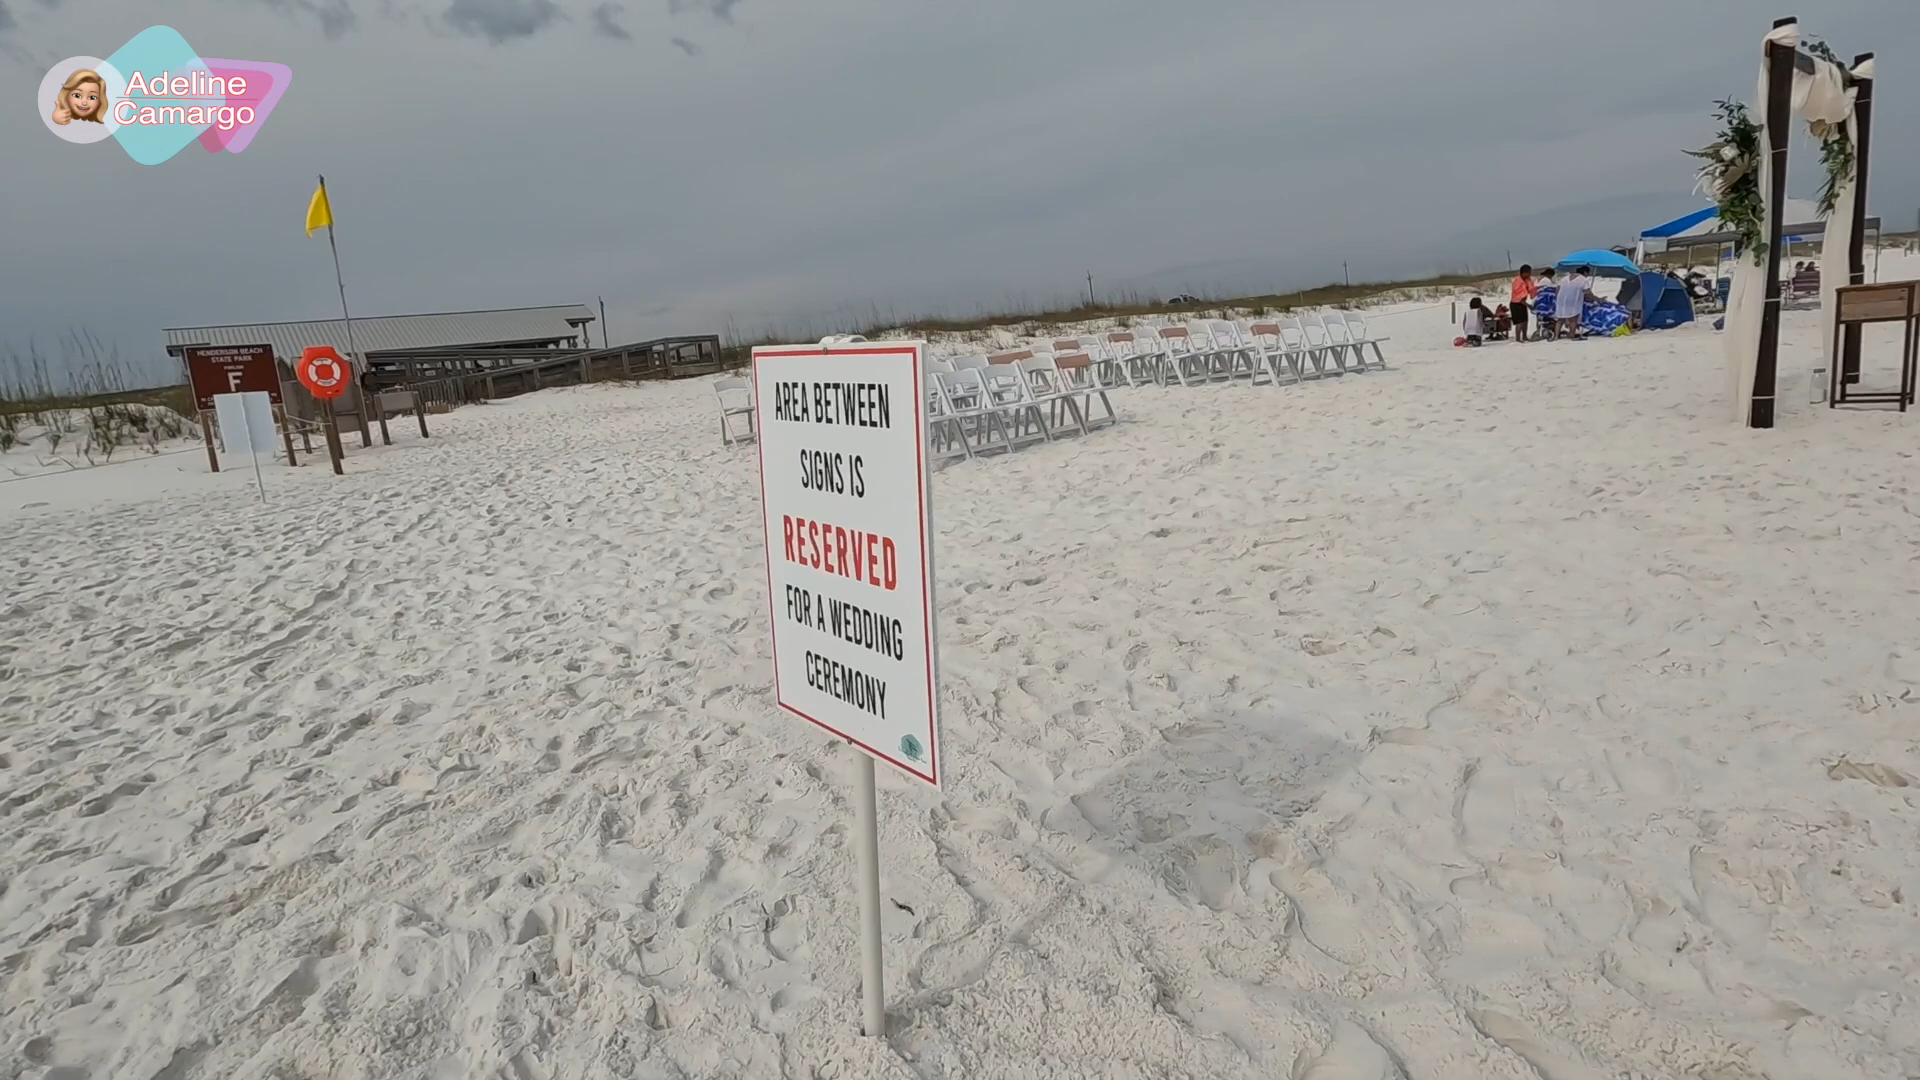 Adeline
Camargo
HENDERSON BEACH
STATE PARK
F
AREA BETWEEN
SIGNS IS
RESERVED
FOR A WEDDING
CEREMONY